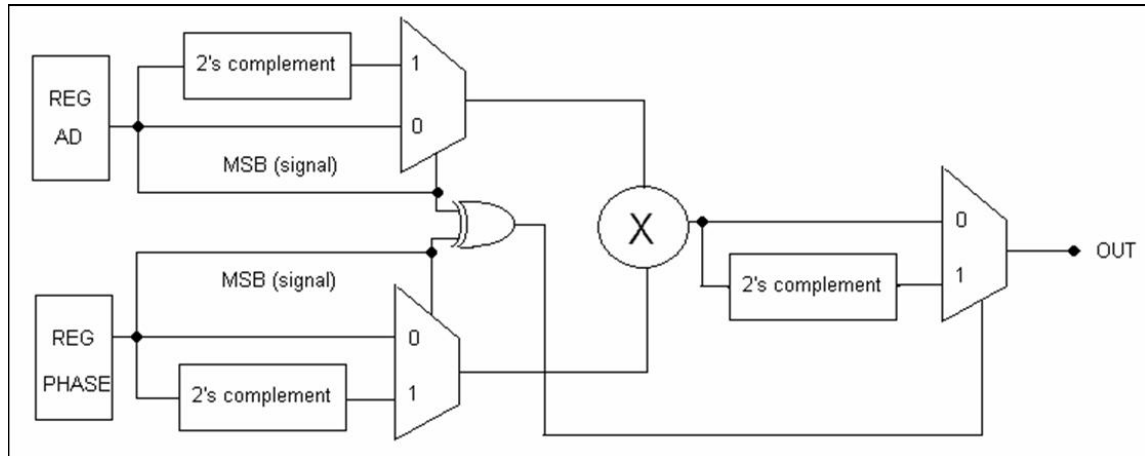 2's complement
1
REG
AD
0
MSB (signal)
X
0
OUT
2's complement
1
MSB (signal)
REG
PHASE
0
2's complement
1